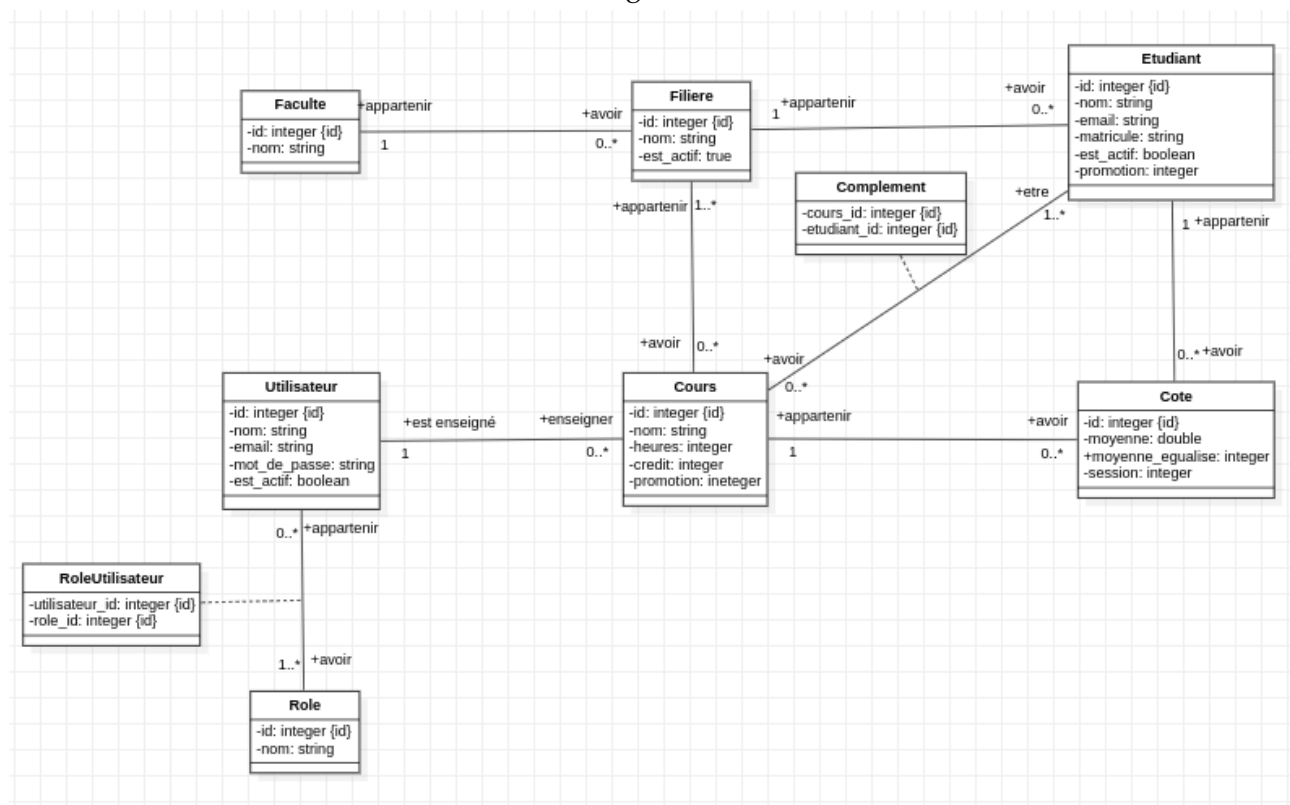 Faculte
-id: integer {id}
-nom: string
+appartenir
1
+avoir
0..*
Filiere
-id: integer {id}
-nom: string
-est_actif: true
1
+appartenir
+avoir
0..*
Etudiant
-id: integer {id}
-nom: string
-email: string
-matricule: string
-est_actif: boolean
-promotion: integer
Complement
-cours_id: integer {id}
-etudiant_id: integer {id}
+etre
1..*
+appartenir
1..*
1
+appartenir
+avoir
0..*
+avoir
0..*
0..*
+avoir
Utilisateur
-id: integer {id}
-nom: string
-email: string
-mot_de_passe: string
-est_actif: boolean
+est enseigné
1
+enseigner
0..*
Cours
-id: integer {id}
-nom: string
-heures: integer
-credit: integer
-promotion: ineteger
+appartenir
1
+avoir
0..*
Cote
-id: integer {id}
-moyenne: double
+moyenne_egualise: integer
-session: integer
0..*
+appartenir
RoleUtilisateur
-utilisateur_id: integer {id}
-role_id: integer {id}
1..*
+avoir
Role
-id: integer {id}
-nom: string